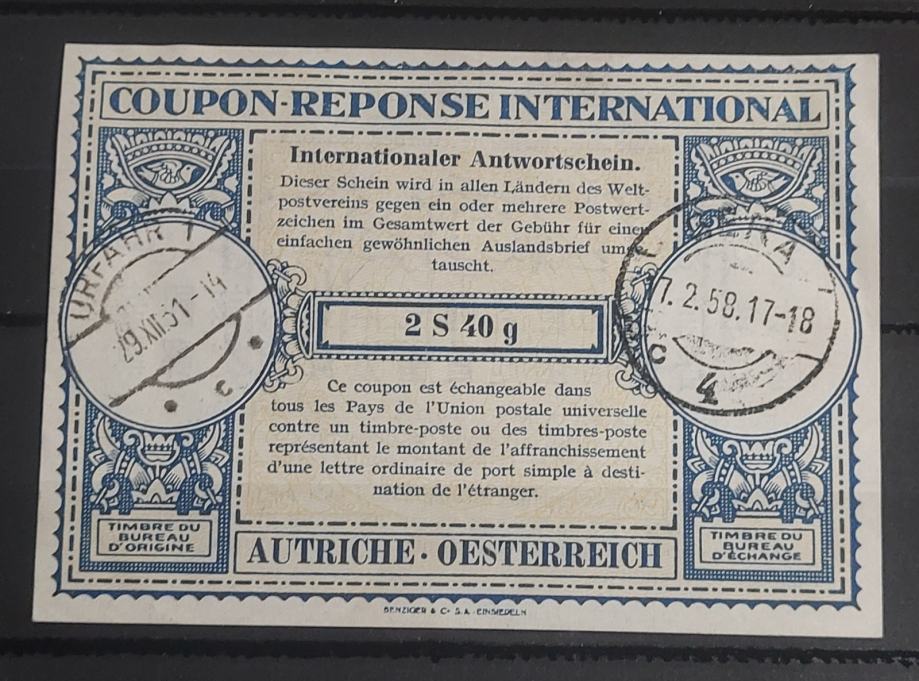 COUPON-REPONSE INTERNATIONAL
Internationaler Antwortschein.
Dieser Schein wird in allen Ländern des Welt-
postvereins gegen ein oder mehrere Postwert-
zeichen im Gesamtwert der Gebühr für einen
einfachen gewöhnlichen Auslandsbrief umge-
tauscht.
URFAHR 1
29.XII.51-14
c
2 S 40 g
7.2.58.17-18
c
4
Ce coupon est échangeable dans
tous les Pays de l'Union postale universelle
contre un timbre-poste ou des timbres-poste
représentant le montant de l'affranchissement
d'une lettre ordinaire de port simple à desti-
nation de l'étranger.
TIMBRE DU
BUREAU
D'ORIGINE
TIMBRE DU
BUREAU
D'ÉCHANGE
AUTRICHE · OESTERREICH
BENZIGER & Co S.A. EINSIEDELN